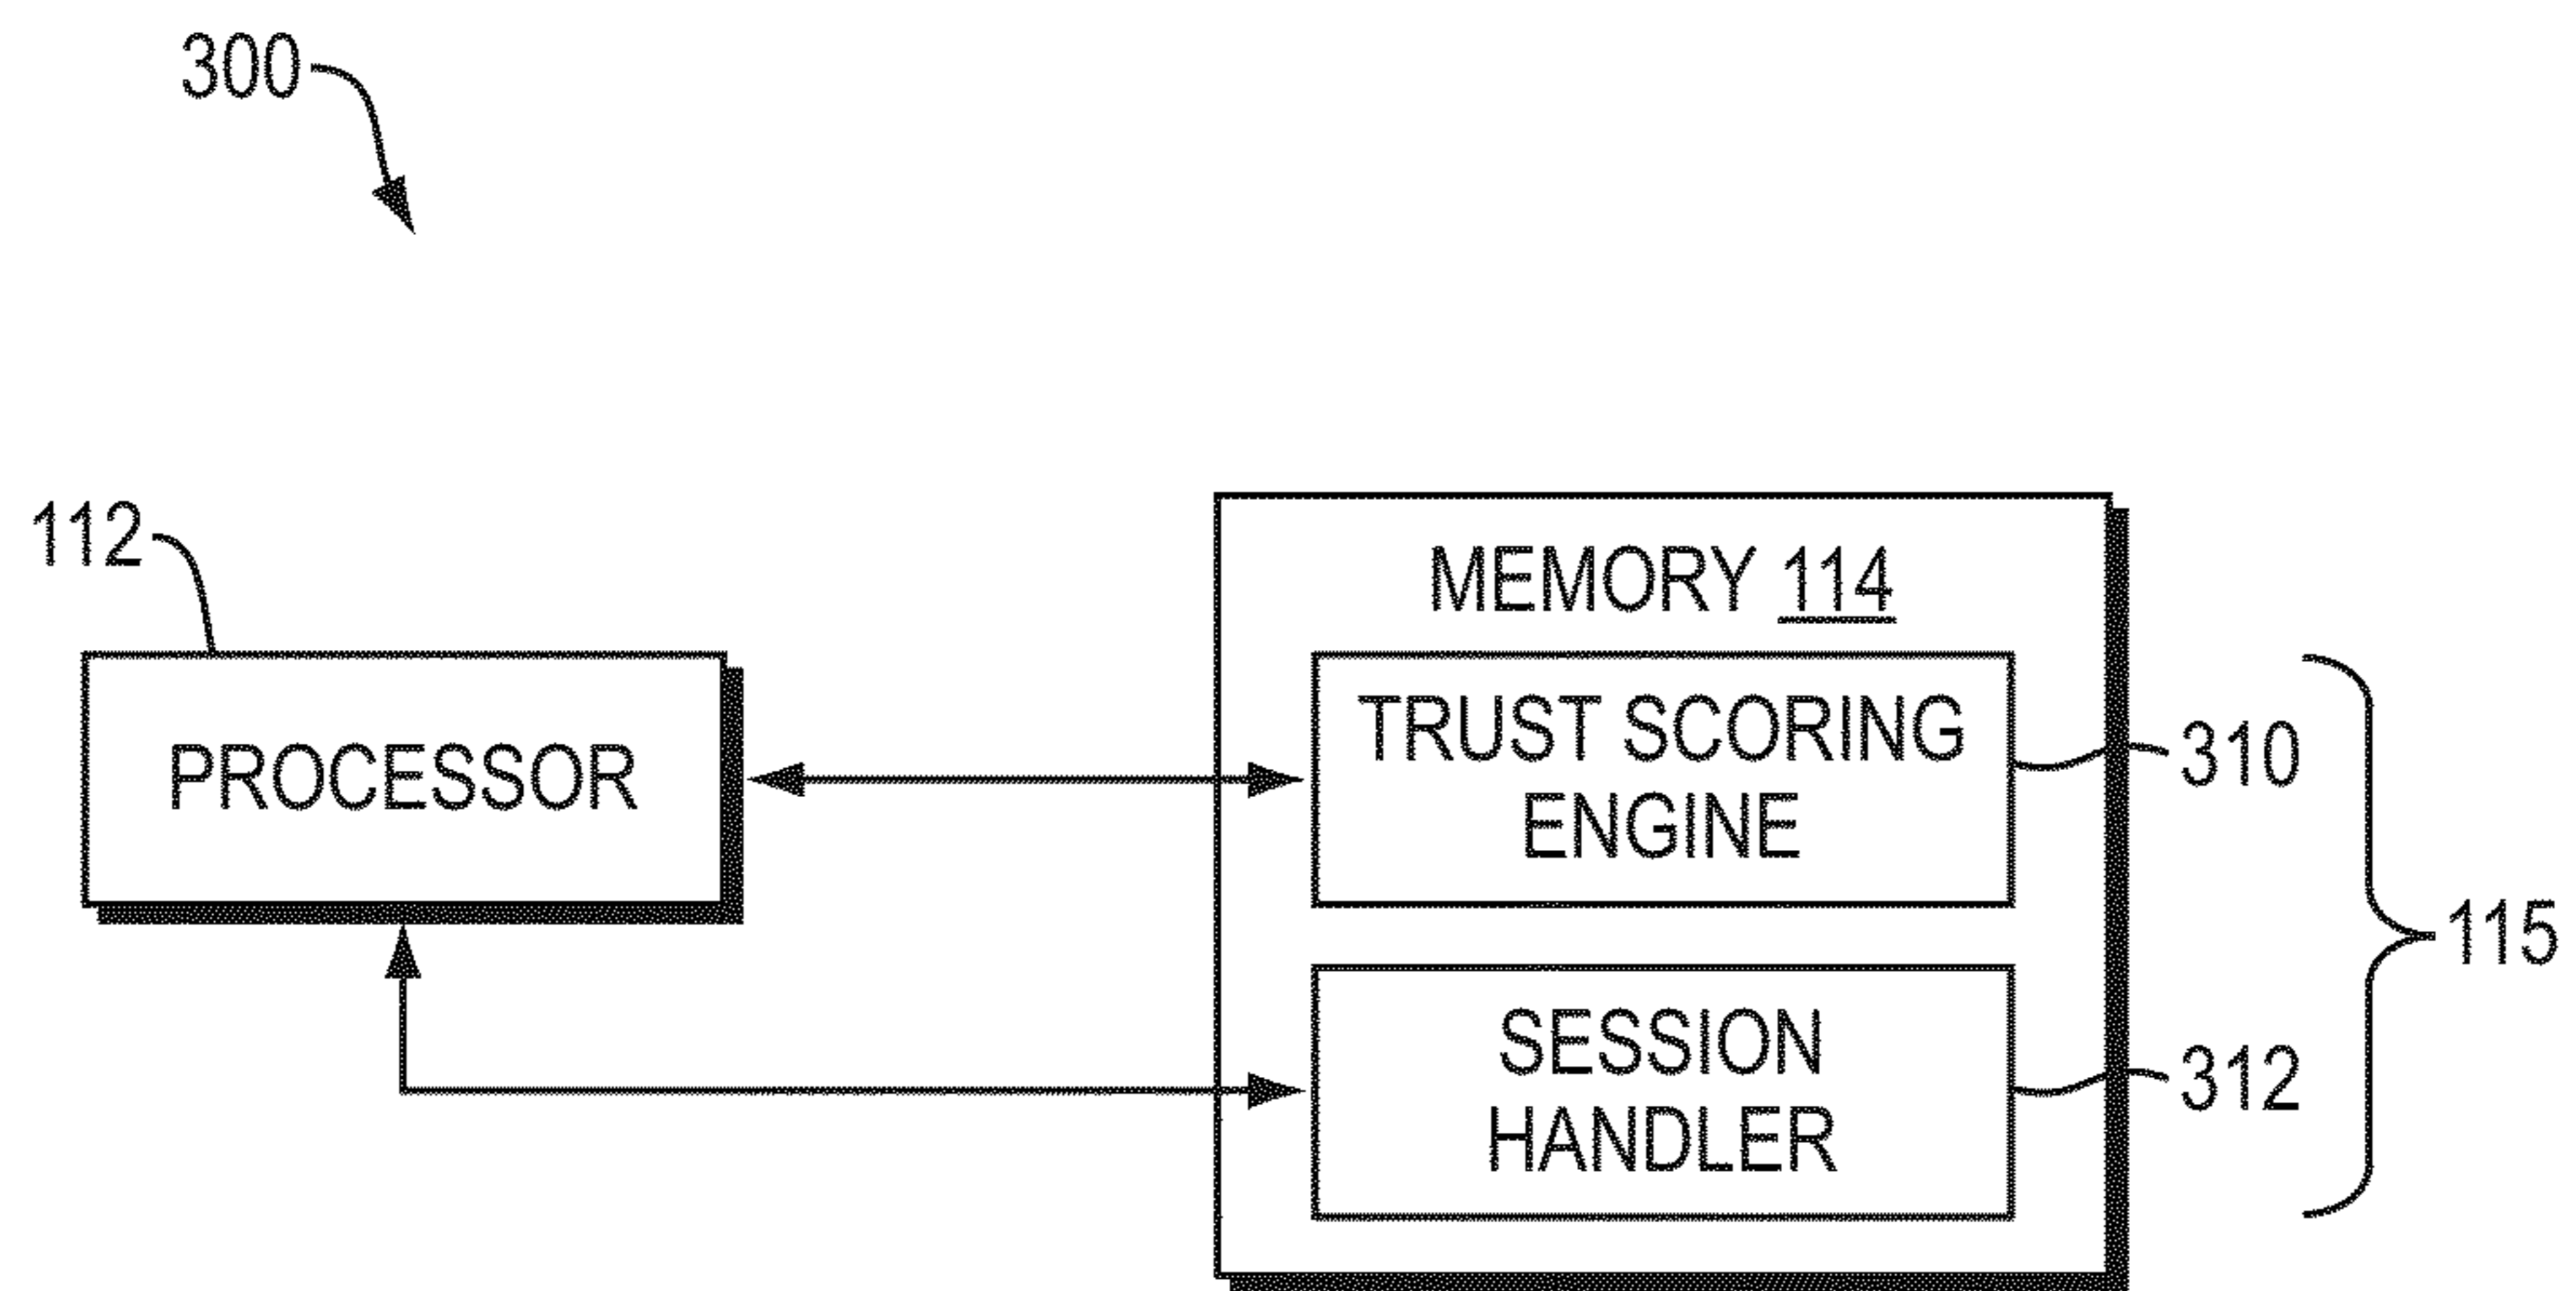 300
112
PROCESSOR
MEMORY 114
TRUST SCORING
ENGINE
310
115
SESSION
HANDLER
312